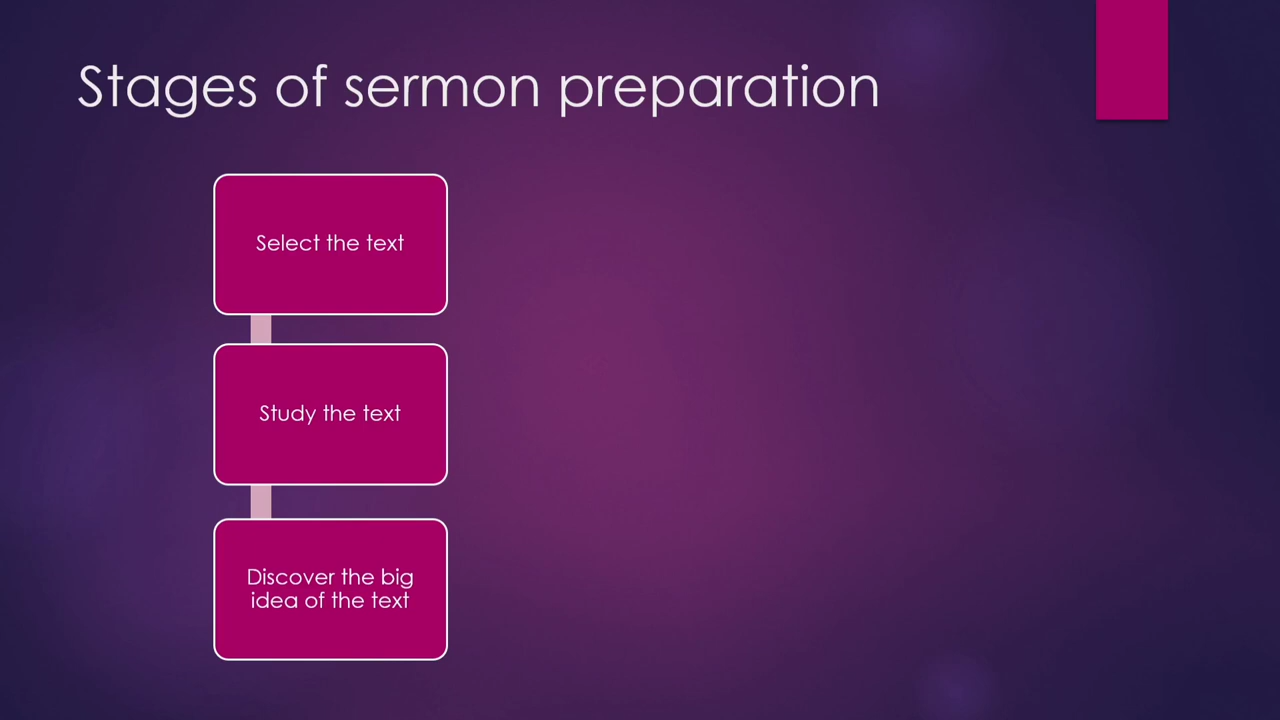 Stages of sermon preparation
Select the text
Study the text
Discover the big
idea of the text